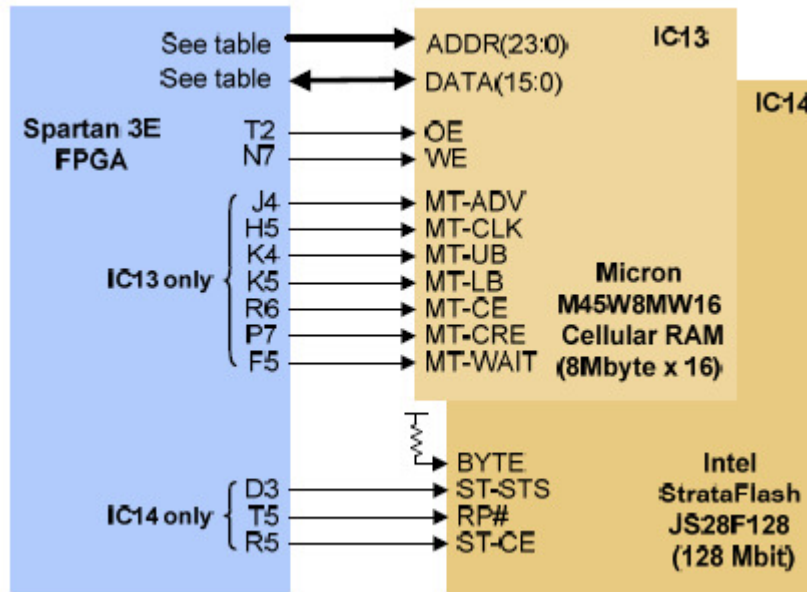 See table
ADDR(23:0)
IC13
See table
DATA(15:0)
IC14
Spartan 3E
FPGA
T2
OE
N7
WE
J4
MT-ADV
H5
MT-CLK
K4
MT-UB
IC13 only
K5
MT-LB
R6
MT-CE
P7
MT-CRE
F5
MT-WAIT
Micron
M45W8MW16
Cellular RAM
(8Mbyte x 16)
BYTE
IC14 only
D3
ST-STS
T5
RP#
R5
ST-CE
Intel
StrataFlash
JS28F128
(128 Mbit)